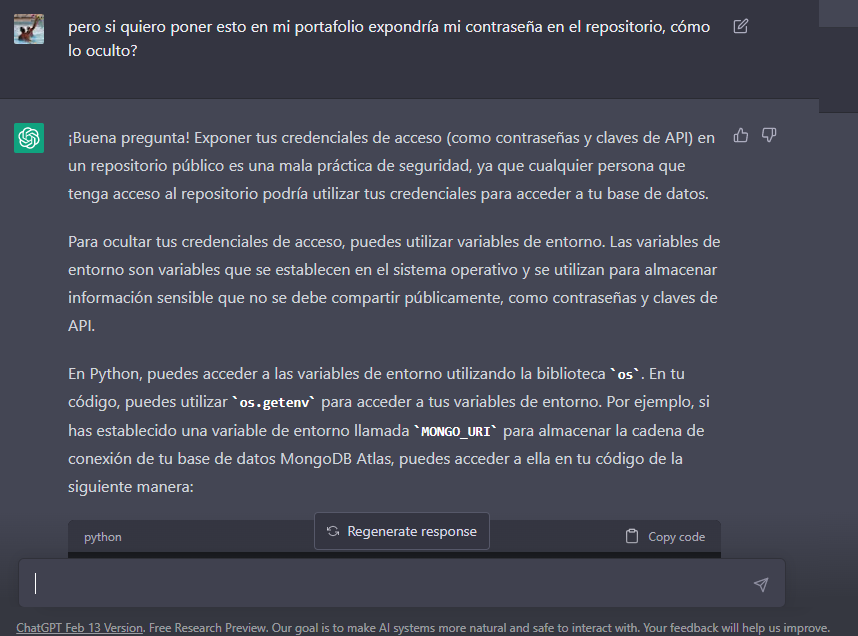 pero si quiero poner esto en mi portafolio expondría mi contraseña en el repositorio, cómo
lo oculto?
¡Buena pregunta! Exponer tus credenciales de acceso (como contraseñas y claves de API) en
un repositorio público es una mala práctica de seguridad, ya que cualquier persona que
tenga acceso al repositorio podría utilizar tus credenciales para acceder a tu base de datos.
Para ocultar tus credenciales de acceso, puedes utilizar variables de entorno. Las variables de
entorno son variables que se establecen en el sistema operativo y se utilizan para almacenar
información sensible que no se debe compartir públicamente, como contraseñas y claves de
API.
En Python, puedes acceder a las variables de entorno utilizando la biblioteca `os`. En tu
código, puedes utilizar `os.getenv` para acceder a tus variables de entorno. Por ejemplo, si
has establecido una variable de entorno llamada `MONGO_URI` para almacenar la cadena de
conexión de tu base de datos MongoDB Atlas, puedes acceder a ella en tu código de la
siguiente manera:
Regenerate response
python
Copy code
ChatGPT Feb 13 Version. Free Research Preview. Our goal is to make AI systems more natural and safe to interact with. Your feedback will help us improve.